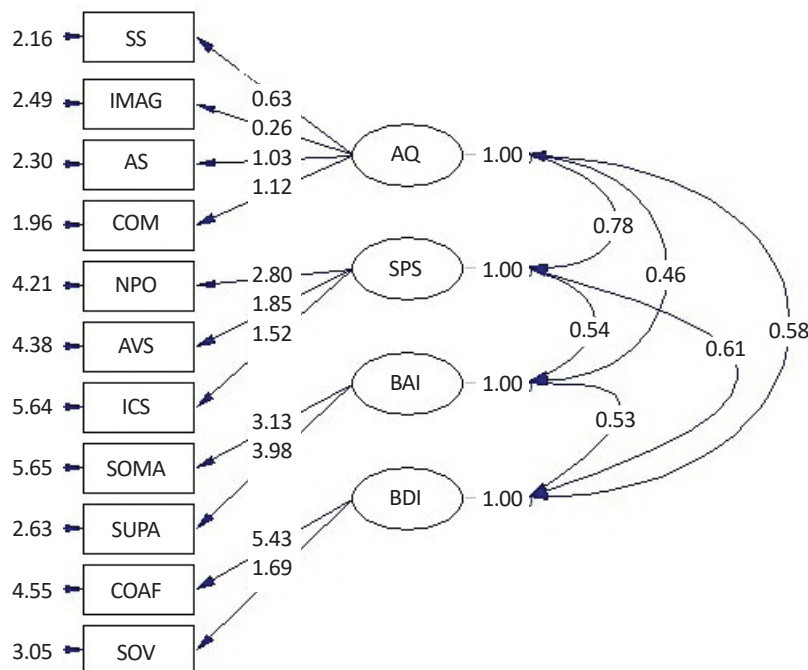 2.16 SS
0.63
2.49 IMAG
0.26
AQ 1.00
2.30 AS
1.03
1.12
1.96 COM
0.78
4.21 NPO
2.80
SPS 1.00
0.46
1.85
4.38 AVS
1.52
0.54
0.61
0.58
5.64 ICS
BAI 1.00
3.13
0.53
5.65 SOMA
3.98
2.63 SUPA
BDI 1.00
5.43
1.69
4.55 COAF
3.05 SOV